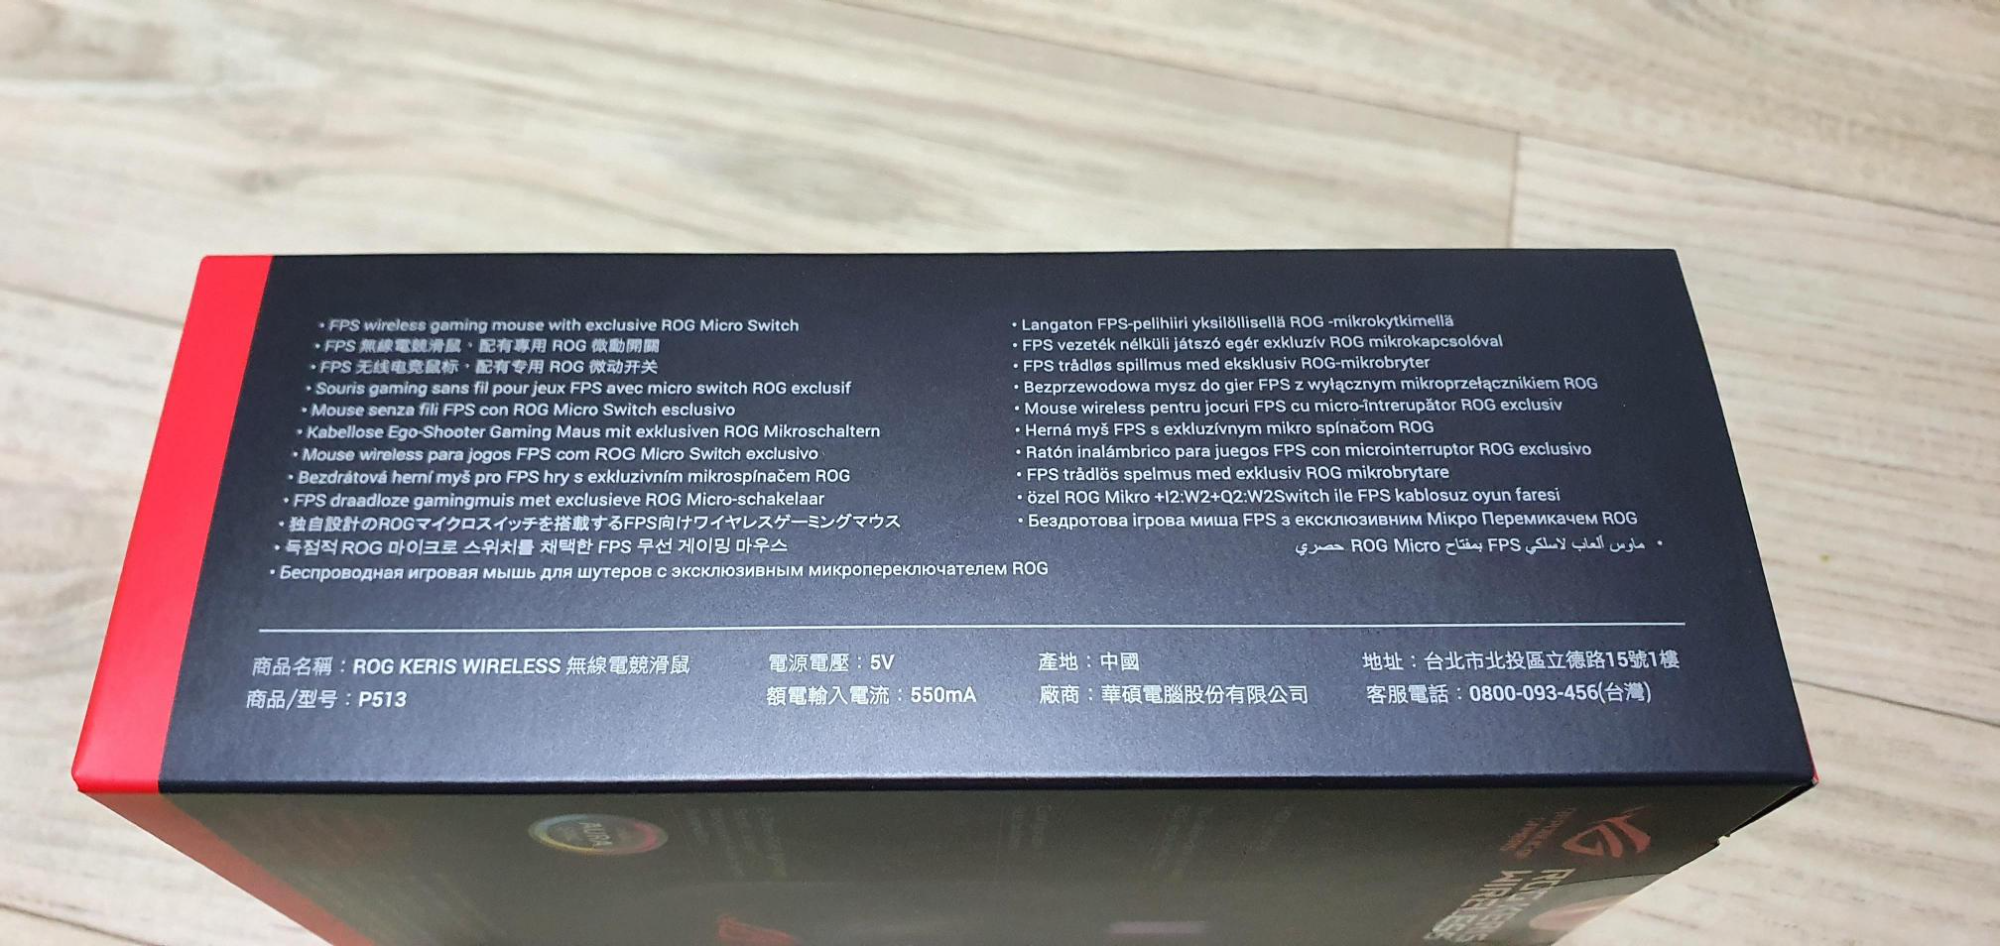 • FPS wireless gaming mouse with exclusive ROG Micro Switch
• FPS 無線電競滑鼠，配有專用 ROG 微動開關
• FPS 无线电竞鼠标，配有专用 ROG 微动开关
• Souris gaming sans fil pour jeux FPS avec micro switch ROG exclusif
• Mouse senza fili FPS con ROG Micro Switch esclusivo
• Kabellose Ego-Shooter Gaming Maus mit exklusiven ROG Mikroschaltern
• Mouse wireless para jogos FPS com ROG Micro Switch exclusivo
• Bezdrátová herní myš pro FPS hry s exkluzivním mikrospínačem ROG
• FPS draadloze gamingmuis met exclusieve ROG Micro-schakelaar
• 独自設計のROGマイクロスイッチを搭載するFPS向けワイヤレスゲーミングマウス
• 독점적 ROG 마이크로 스위치를 채택한 FPS 무선 게이밍 마우스
• Беспроводная игровая мышь для шутеров с эксклюзивным микропереключателем ROG
• Langaton FPS-pelihiiri yksilöllisellä ROG -mikrokytkimellä
• FPS vezeték nélküli játszó egér exkluzív ROG mikrokapcsolóval
• FPS trådløs spillmus med eksklusiv ROG-mikrobryter
• Bezprzewodowa mysz do gier FPS z wyłącznym mikroprzełącznikiem ROG
• Mouse wireless pentru jocuri FPS cu micro-întrerupător ROG exclusiv
• Herná myš FPS s exkluzívnym mikro spínačom ROG
• Ratón inalámbrico para juegos FPS con microinterruptor ROG exclusivo
• FPS trådlös spelmus med exklusiv ROG mikrobrytare
• özel ROG Mikro +I2:W2+Q2:W2Switch ile FPS kablosuz oyun faresi
• Бездротова ігрова миша FPS з ексклюзивним Мікро Перемикачем ROG
• ماوس ألعاب لاسلكي FPS بمفتاح ROG Micro حصري
商品名稱：ROG KERIS WIRELESS 無線電競滑鼠
商品/型号：P513
電源電壓：5V
額電輸入電流：550mA
產地：中國
廠商：華碩電腦股份有限公司
地址：台北市北投區立德路15號1樓
客服電話：0800-093-456(台灣)
AURA
ROG KERIS
WIRELESS